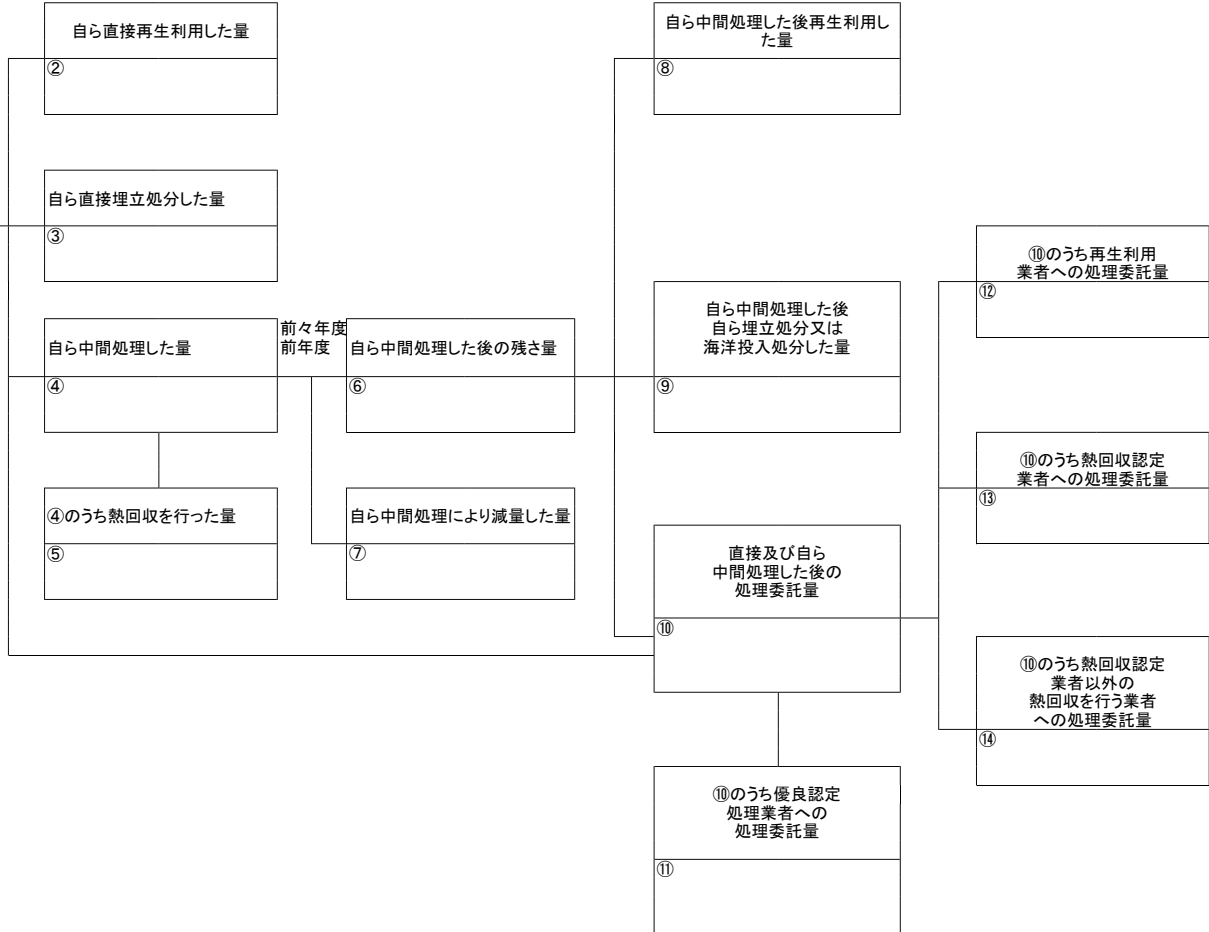 自ら直接再生利用した量
②
自ら中間処理した後再生利用し
た量
⑧
自ら直接埋立処分した量
③
⑩のうち再生利用
業者への処理委託量
⑫
自ら中間処理した量
④
前々年度
前年度
自ら中間処理した後の残さ量
⑥
自ら中間処理した後
自ら埋立処分又は
海洋投入処分した量
⑨
⑩のうち熱回収認定
業者への処理委託量
⑬
④のうち熱回収を行った量
⑤
自ら中間処理により減量した量
⑦
直接及び自ら
中間処理した後の
処理委託量
⑩
⑩のうち熱回収認定
業者以外の
熱回収を行う業者
への処理委託量
⑭
⑩のうち優良認定
処理業者への
処理委託量
⑪